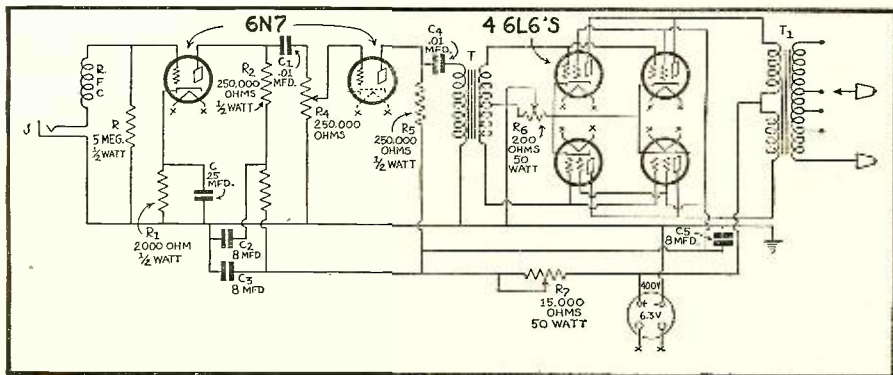 6N7
4 6L6'S
R.
F.
C.
J
R
5 MEG.
½ WATT
R2
250,000
OHMS
½ WATT
C1
.01
MFD.
R4
250.000
OHMS
C4
.01
MFD.
T
R5
250,000
OHMS
½ WATT
R6
200
OHMS
50
WATT
T1
C
25
MFD.
R1
2000 OHM
½ WATT
C2
8 MFD
C3
8 MFD
C5
8 MFD
R7
15.000
OHMS
50 WATT
400V
- +
6.3V
X X
X X
X X
X X
X X
X X
X X